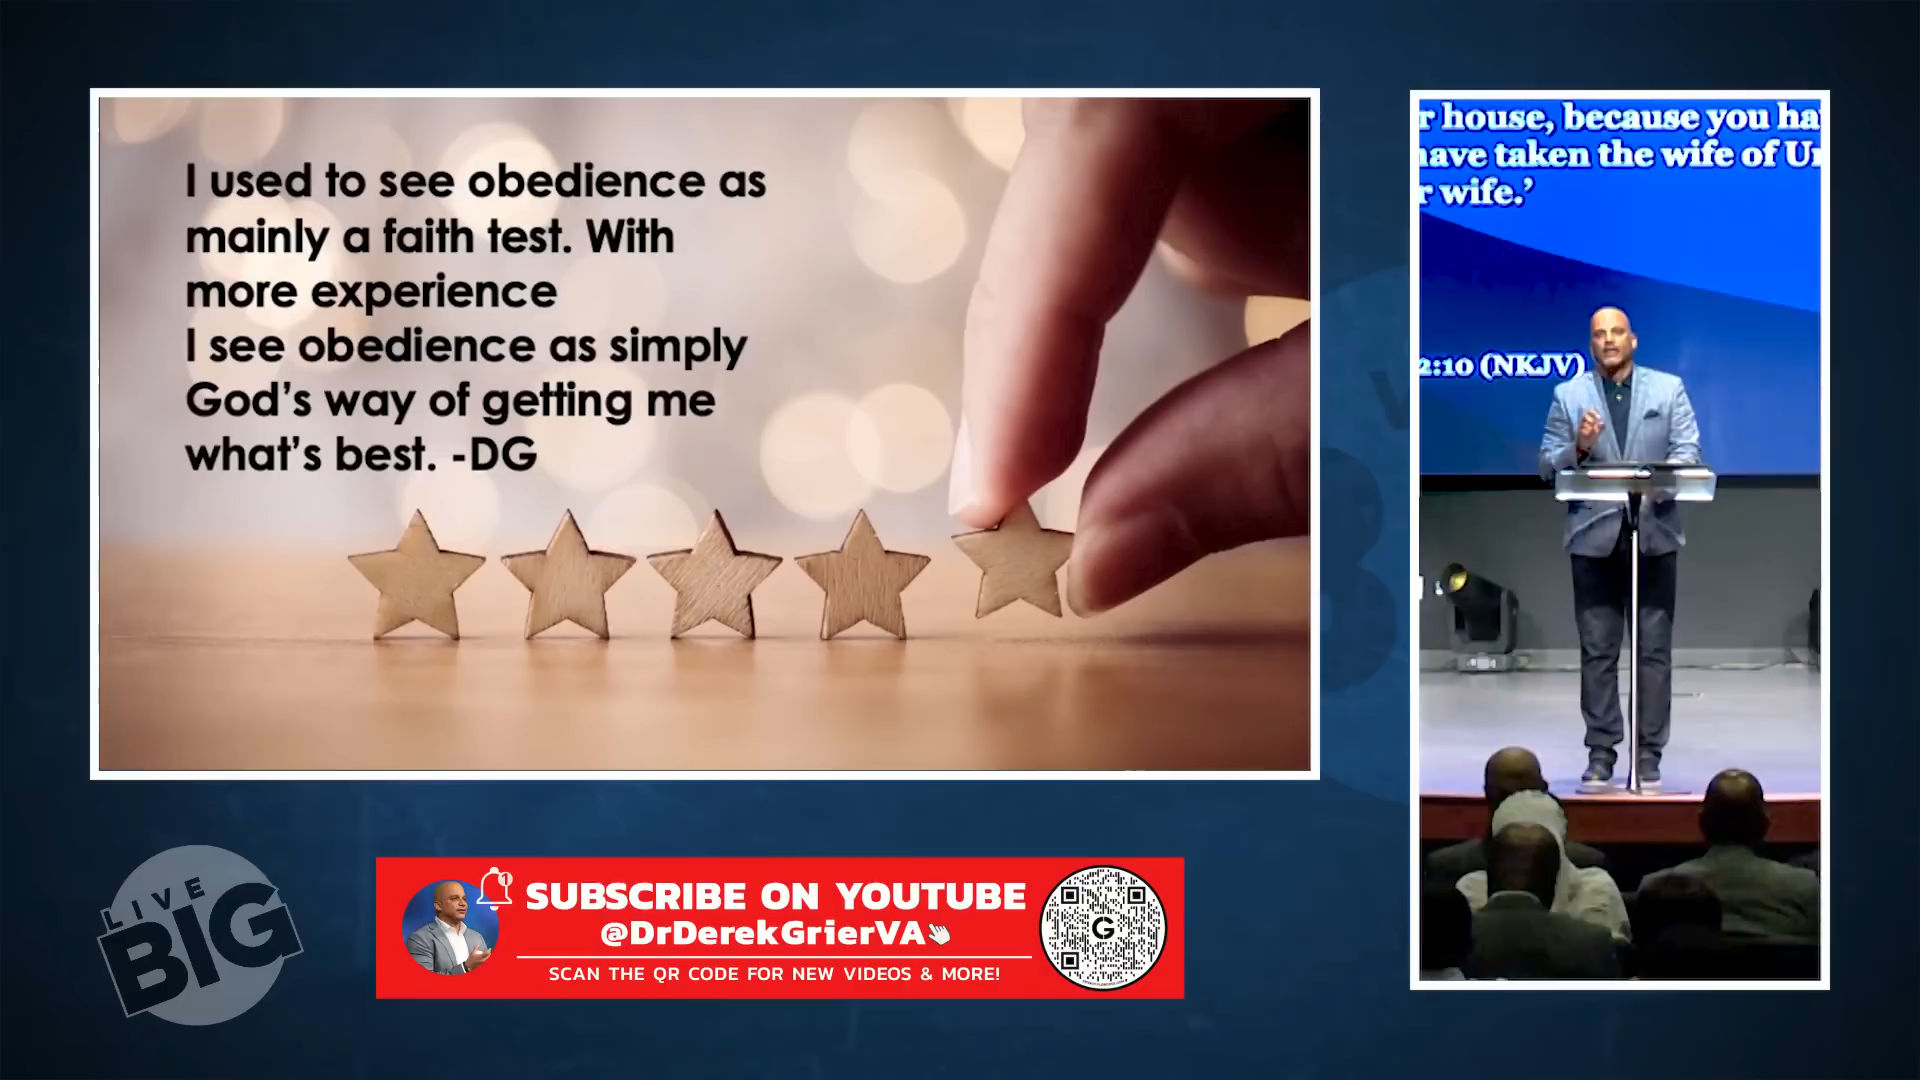 I used to see obedience as
mainly a faith test. With
more experience
I see obedience as simply
God's way of getting me
what's best. -DG
house, because you
taken the wife of
wife.’
2:10 (NKJV)
LIVE
BIG
1
SUBSCRIBE ON YOUTUBE
@DrDerekGrierVA
SCAN THE QR CODE FOR NEW VIDEOS & MORE!
G